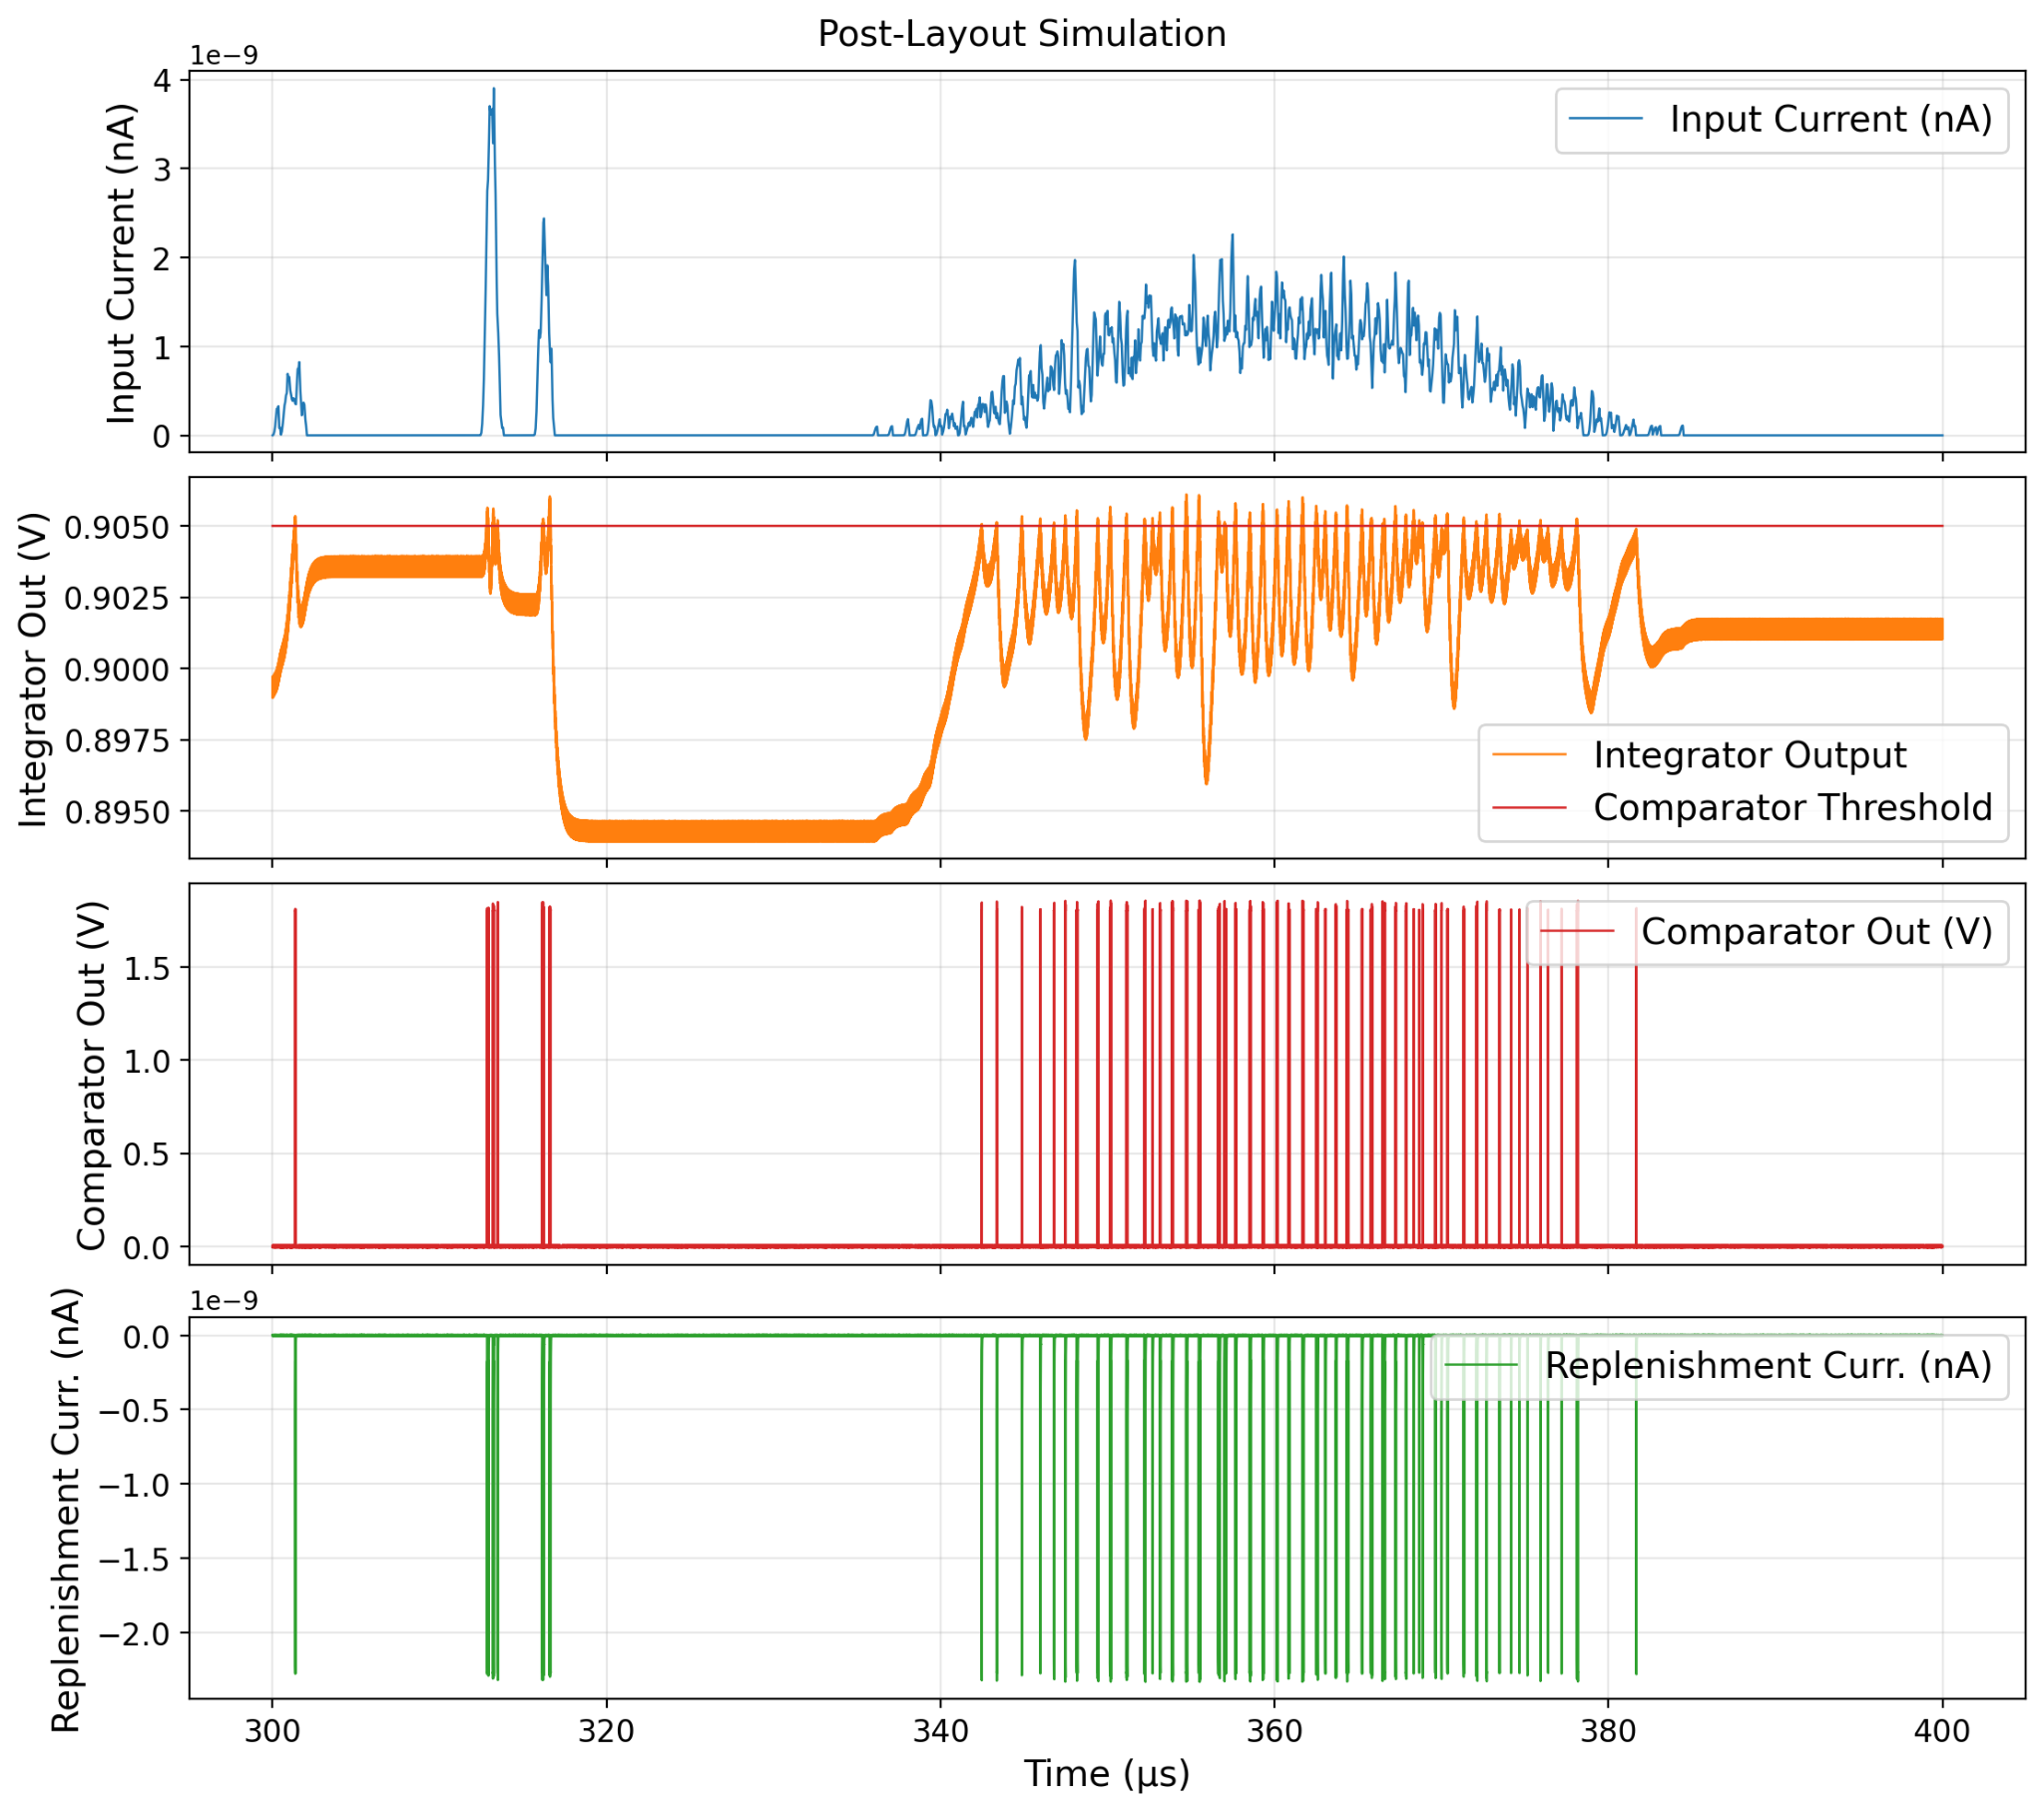 Post-Layout Simulation
1e−9
Input Current (nA)
4
3
2
1
0
Input Current (nA)
Integrator Out (V)
0.9050
0.9025
0.9000
0.8975
0.8950
Integrator Output
Comparator Threshold
Comparator Out (V)
1.5
1.0
0.5
0.0
Comparator Out (V)
1e−9
Replenishment Curr. (nA)
0.0
−0.5
−1.0
−1.5
−2.0
Replenishment Curr. (nA)
300 320 340 360 380 400
Time (μs)